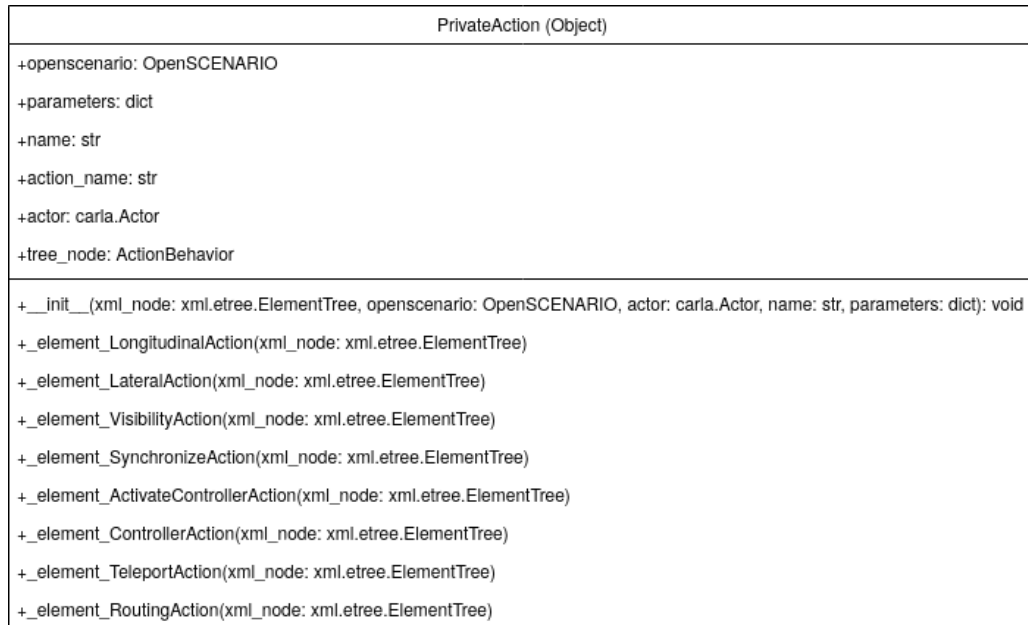 PrivateAction (Object)
+openscenario: OpenSCENARIO
+parameters: dict
+name: str
+action_name: str
+actor: carla.Actor
+tree_node: ActionBehavior
+__init__(xml_node: xml.etree.ElementTree, openscenario: OpenSCENARIO, actor: carla.Actor, name: str, parameters: dict): void
+_element_LongitudinalAction(xml_node: xml.etree.ElementTree)
+_element_LateralAction(xml_node: xml.etree.ElementTree)
+_element_VisibilityAction(xml_node: xml.etree.ElementTree)
+_element_SynchronizeAction(xml_node: xml.etree.ElementTree)
+_element_ActivateControllerAction(xml_node: xml.etree.ElementTree)
+_element_ControllerAction(xml_node: xml.etree.ElementTree)
+_element_TeleportAction(xml_node: xml.etree.ElementTree)
+_element_RoutingAction(xml_node: xml.etree.ElementTree)